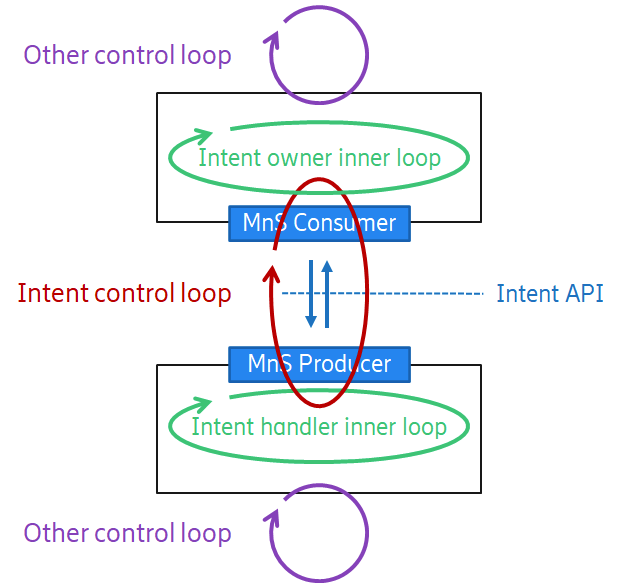 Other control loop
Intent owner inner loop
MnS Consumer
Intent control loop
Intent API
MnS Producer
Intent handler inner loop
Other control loop